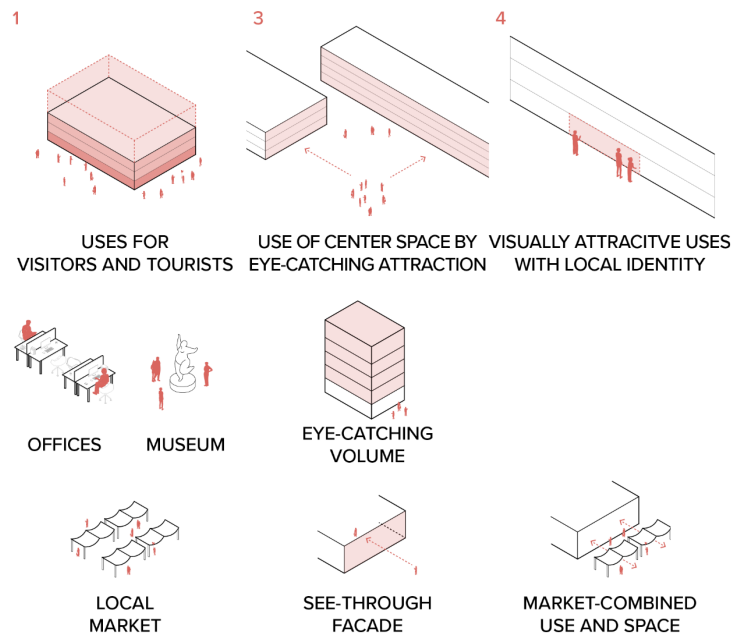 1
3
4
USES FOR
VISITORS AND TOURISTS
USE OF CENTER SPACE BY
EYE-CATCHING ATTRACTION
VISUALLY ATTRACITVE USES
WITH LOCAL IDENTITY
OFFICES
MUSEUM
EYE-CATCHING
VOLUME
LOCAL
MARKET
SEE-THROUGH
FACADE
MARKET-COMBINED
USE AND SPACE